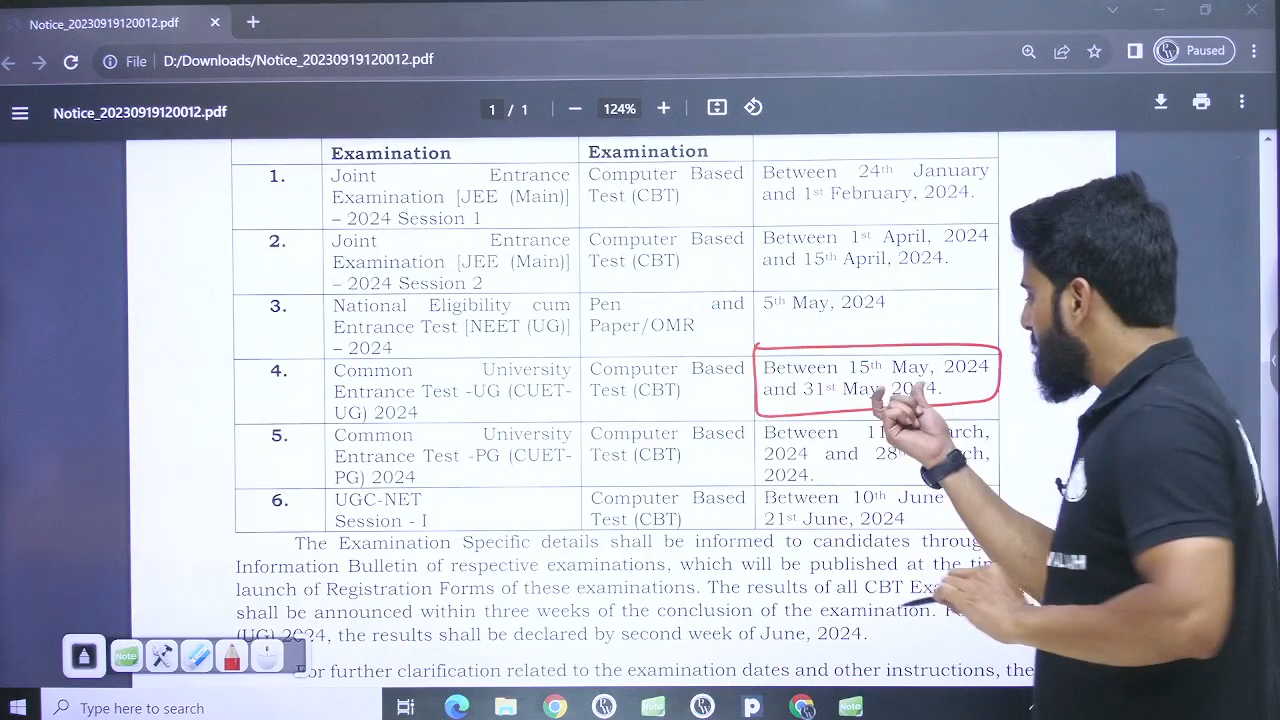 Notice_20230919120012.pdf
File
D:/Downloads/Notice_20230919120012.pdf
Paused
Notice_20230919120012.pdf
1 / 1
124%
Examination Examination
1. Joint Entrance Computer Based Between 24th January
Examination [JEE (Main)] Test (CBT) and 1st February, 2024.
– 2024 Session 1
2. Joint Entrance Computer Based Between 1st April, 2024
Examination [JEE (Main)] Test (CBT) and 15th April, 2024.
– 2024 Session 2
3. National Eligibility cum Pen and 5th May, 2024
Entrance Test [NEET (UG)] Paper/OMR
– 2024
4. Common University Computer Based Between 15th May, 2024
Entrance Test -UG (CUET- Test (CBT) and 31st May, 2024.
UG) 2024
5. Common University Computer Based Between
Entrance Test -PG (CUET- Test (CBT) 2024 and
PG) 2024 2024.
6. UGC-NET Computer Based Between 10th June
Session - I Test (CBT) 21st June, 2024
The Examination Specific details shall be informed to candidates
Information Bulletin of respective examinations, which will be published at the
launch of Registration Forms of these examinations. The results of all CBT
shall be announced within three weeks of the conclusion of the examination.
(UG) 2024, the results shall be declared by second week of June, 2024.
For further clarification related to the examination dates and other instructions, the
Note
Type here to search
Note
Note